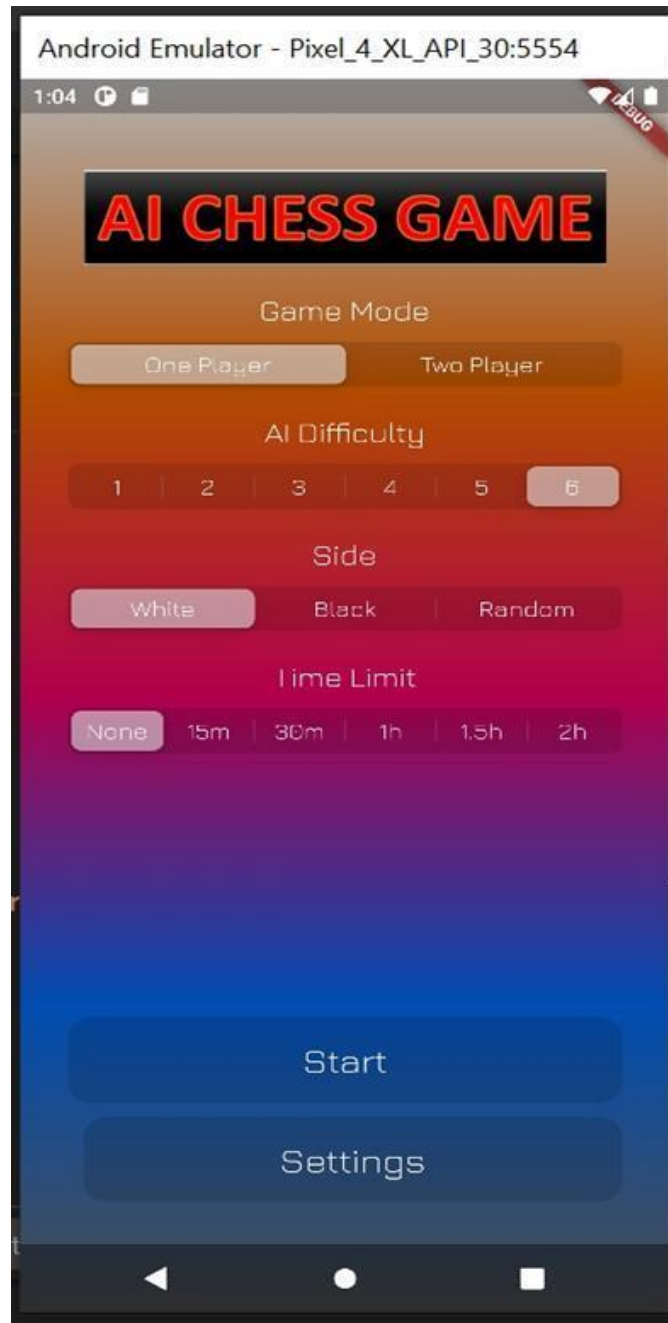 Android Emulator - Pixel_4_XL_API_30:5554
1:04
DEBUG
AI CHESS GAME
Game Mode
One Player Two Player
AI Difficulty
1 2 3 4 5 6
Side
White Black Random
Time Limit
None 15m 30m 1h 1.5h 2h
Start
Settings